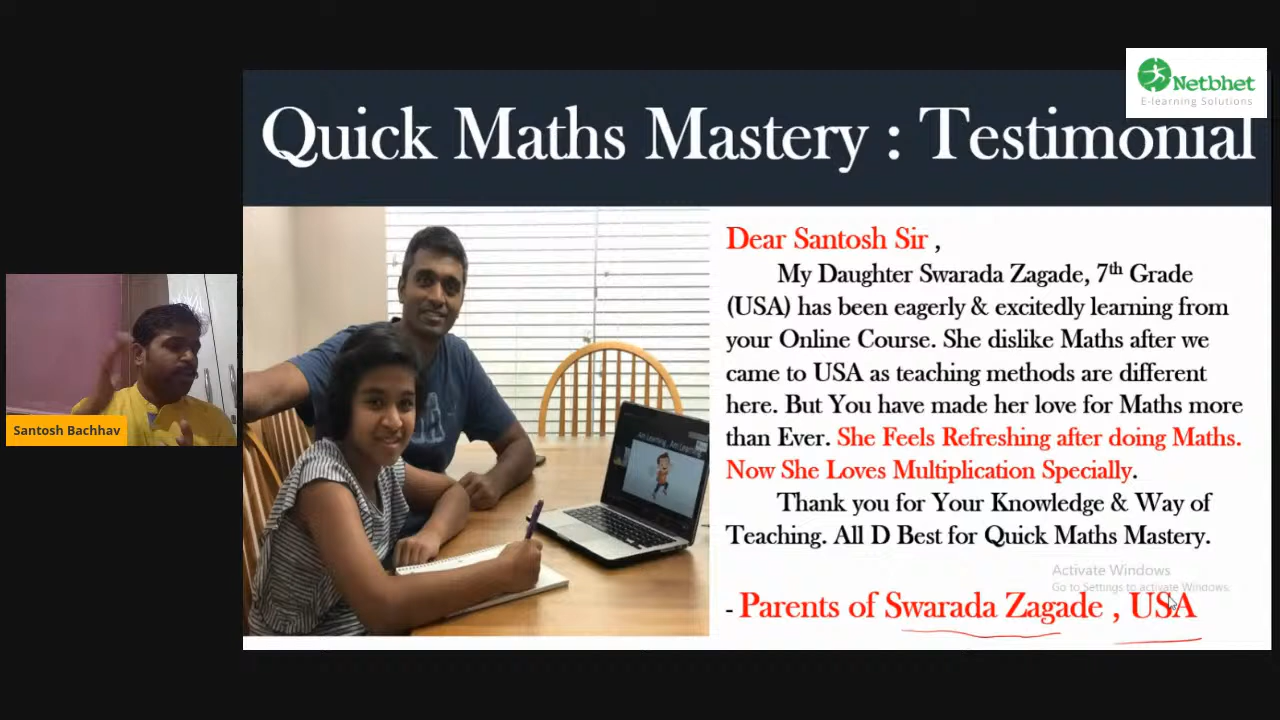 Netbhet
E-learning Solutions
Quick Maths Mastery : Testimonial
Dear Santosh Sir ,
My Daughter Swarada Zagade, 7th Grade
(USA) has been eagerly & excitedly learning from
your Online Course. She dislike Maths after we
came to USA as teaching methods are different
here. But You have made her love for Maths more
than Ever. She Feels Refreshing after doing Maths.
Now She Loves Multiplication Specially.
Thank you for Your Knowledge & Way of
Teaching. All D Best for Quick Maths Mastery.
Activate Windows
Go to Settings to activate Windows.
- Parents of Swarada Zagade , USA
Santosh Bachhav